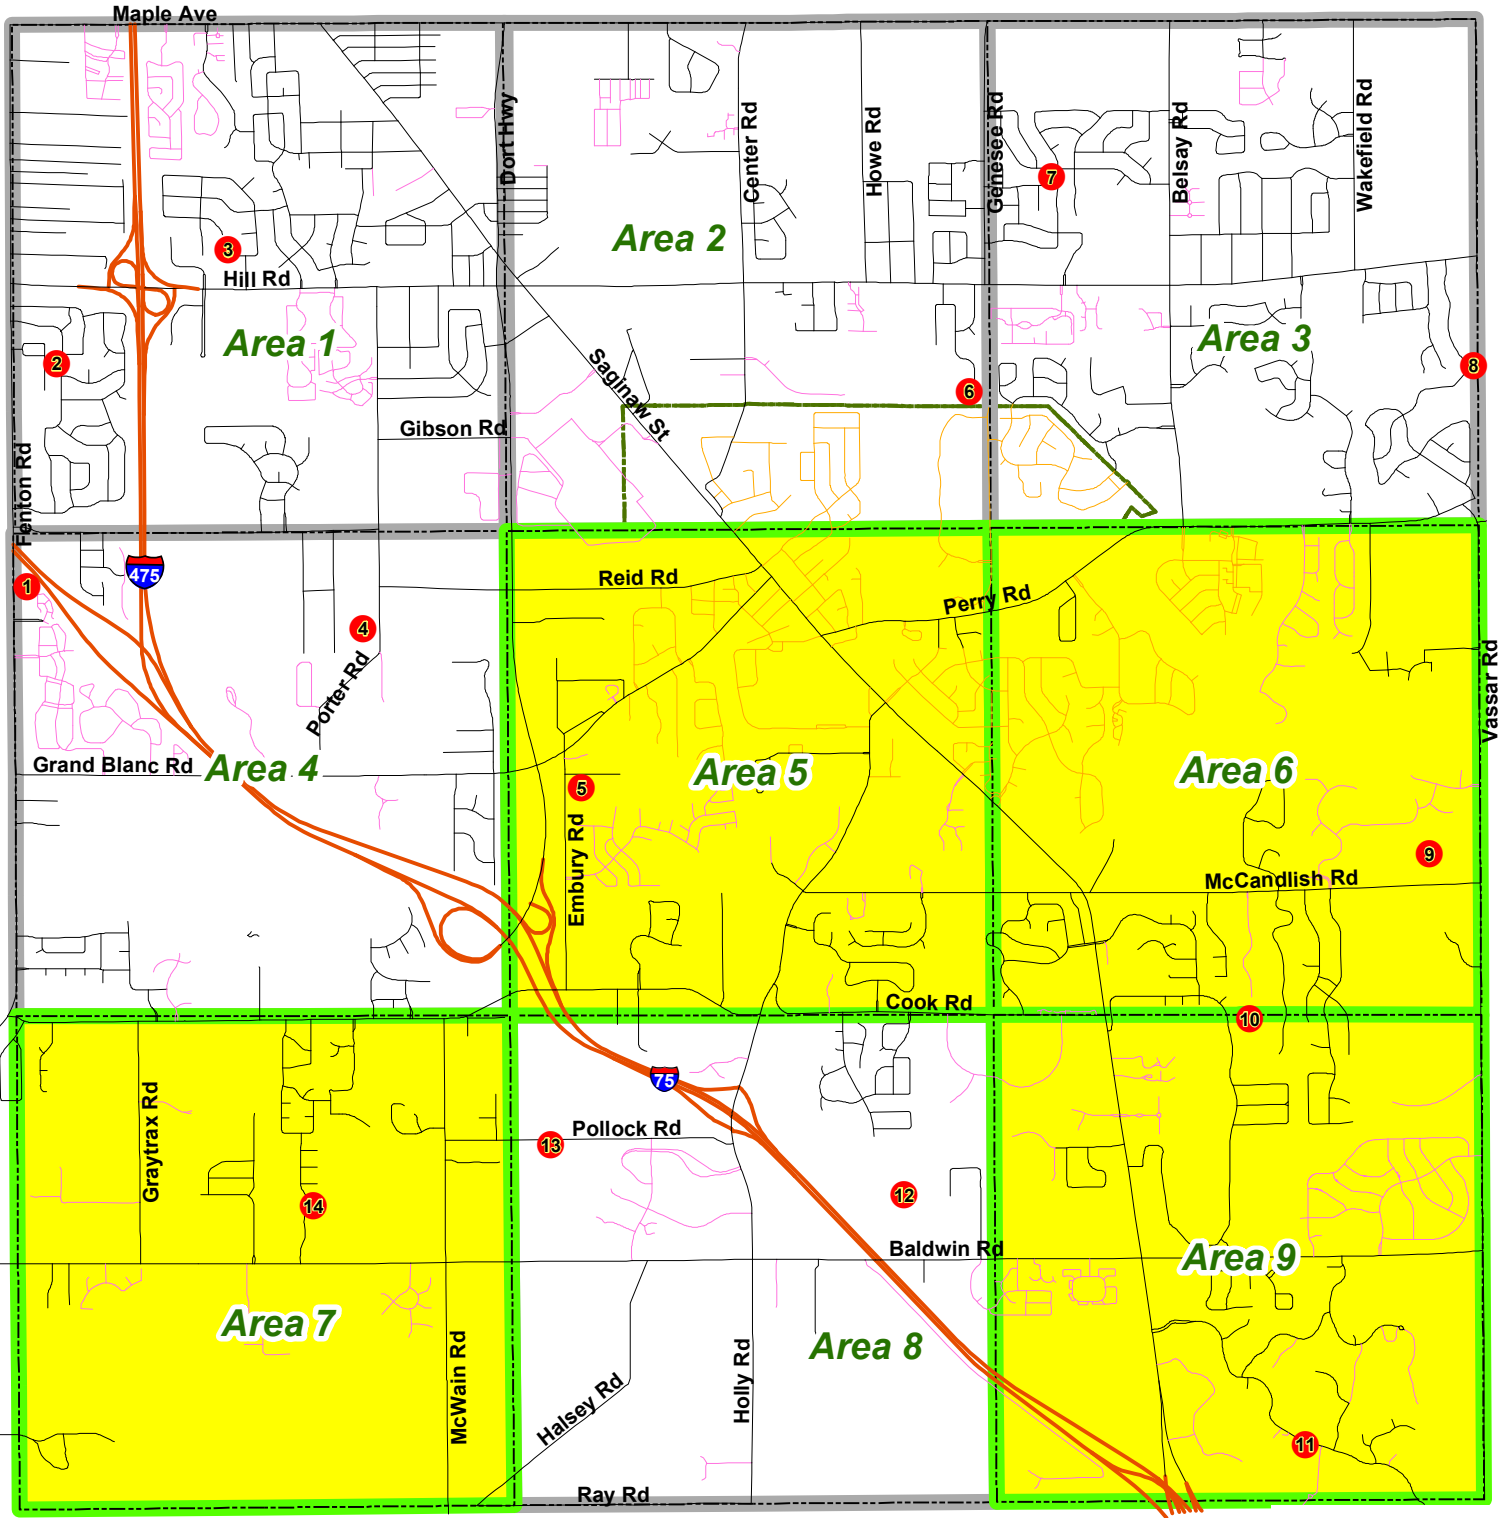 Maple Ave
Dort Hwy
Center Rd
Howe Rd
Genesee Rd
Belsay Rd
Wakefield Rd
7
3
Area 2
Hill Rd
Area 1
Area 3
2
8
Saginaw St
6
Gibson Rd
Fenton Rd
475
1
Reid Rd
Perry Rd
4
Porter Rd
Vassar Rd
Grand Blanc Rd
Area 4
Area 5
Area 6
5
Embury Rd
9
McCandlish Rd
Cook Rd
10
75
Graytrax Rd
Pollock Rd
13
14
12
Baldwin Rd
Area 9
Area 7
Area 8
McWain Rd
Halsey Rd
Holly Rd
11
Ray Rd